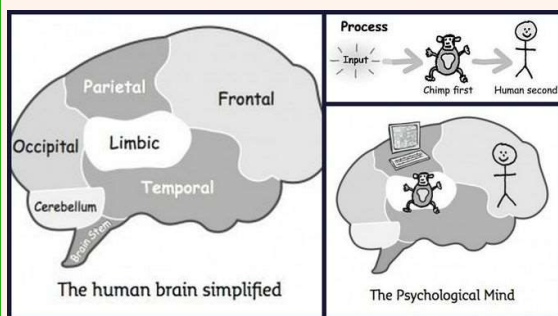 Parietal
Frontal
Occipital
Limbic
Temporal
Cerebellum
Brain Stem
The human brain simplified
Process
Input
Chimp first
Human second
The Psychological Mind